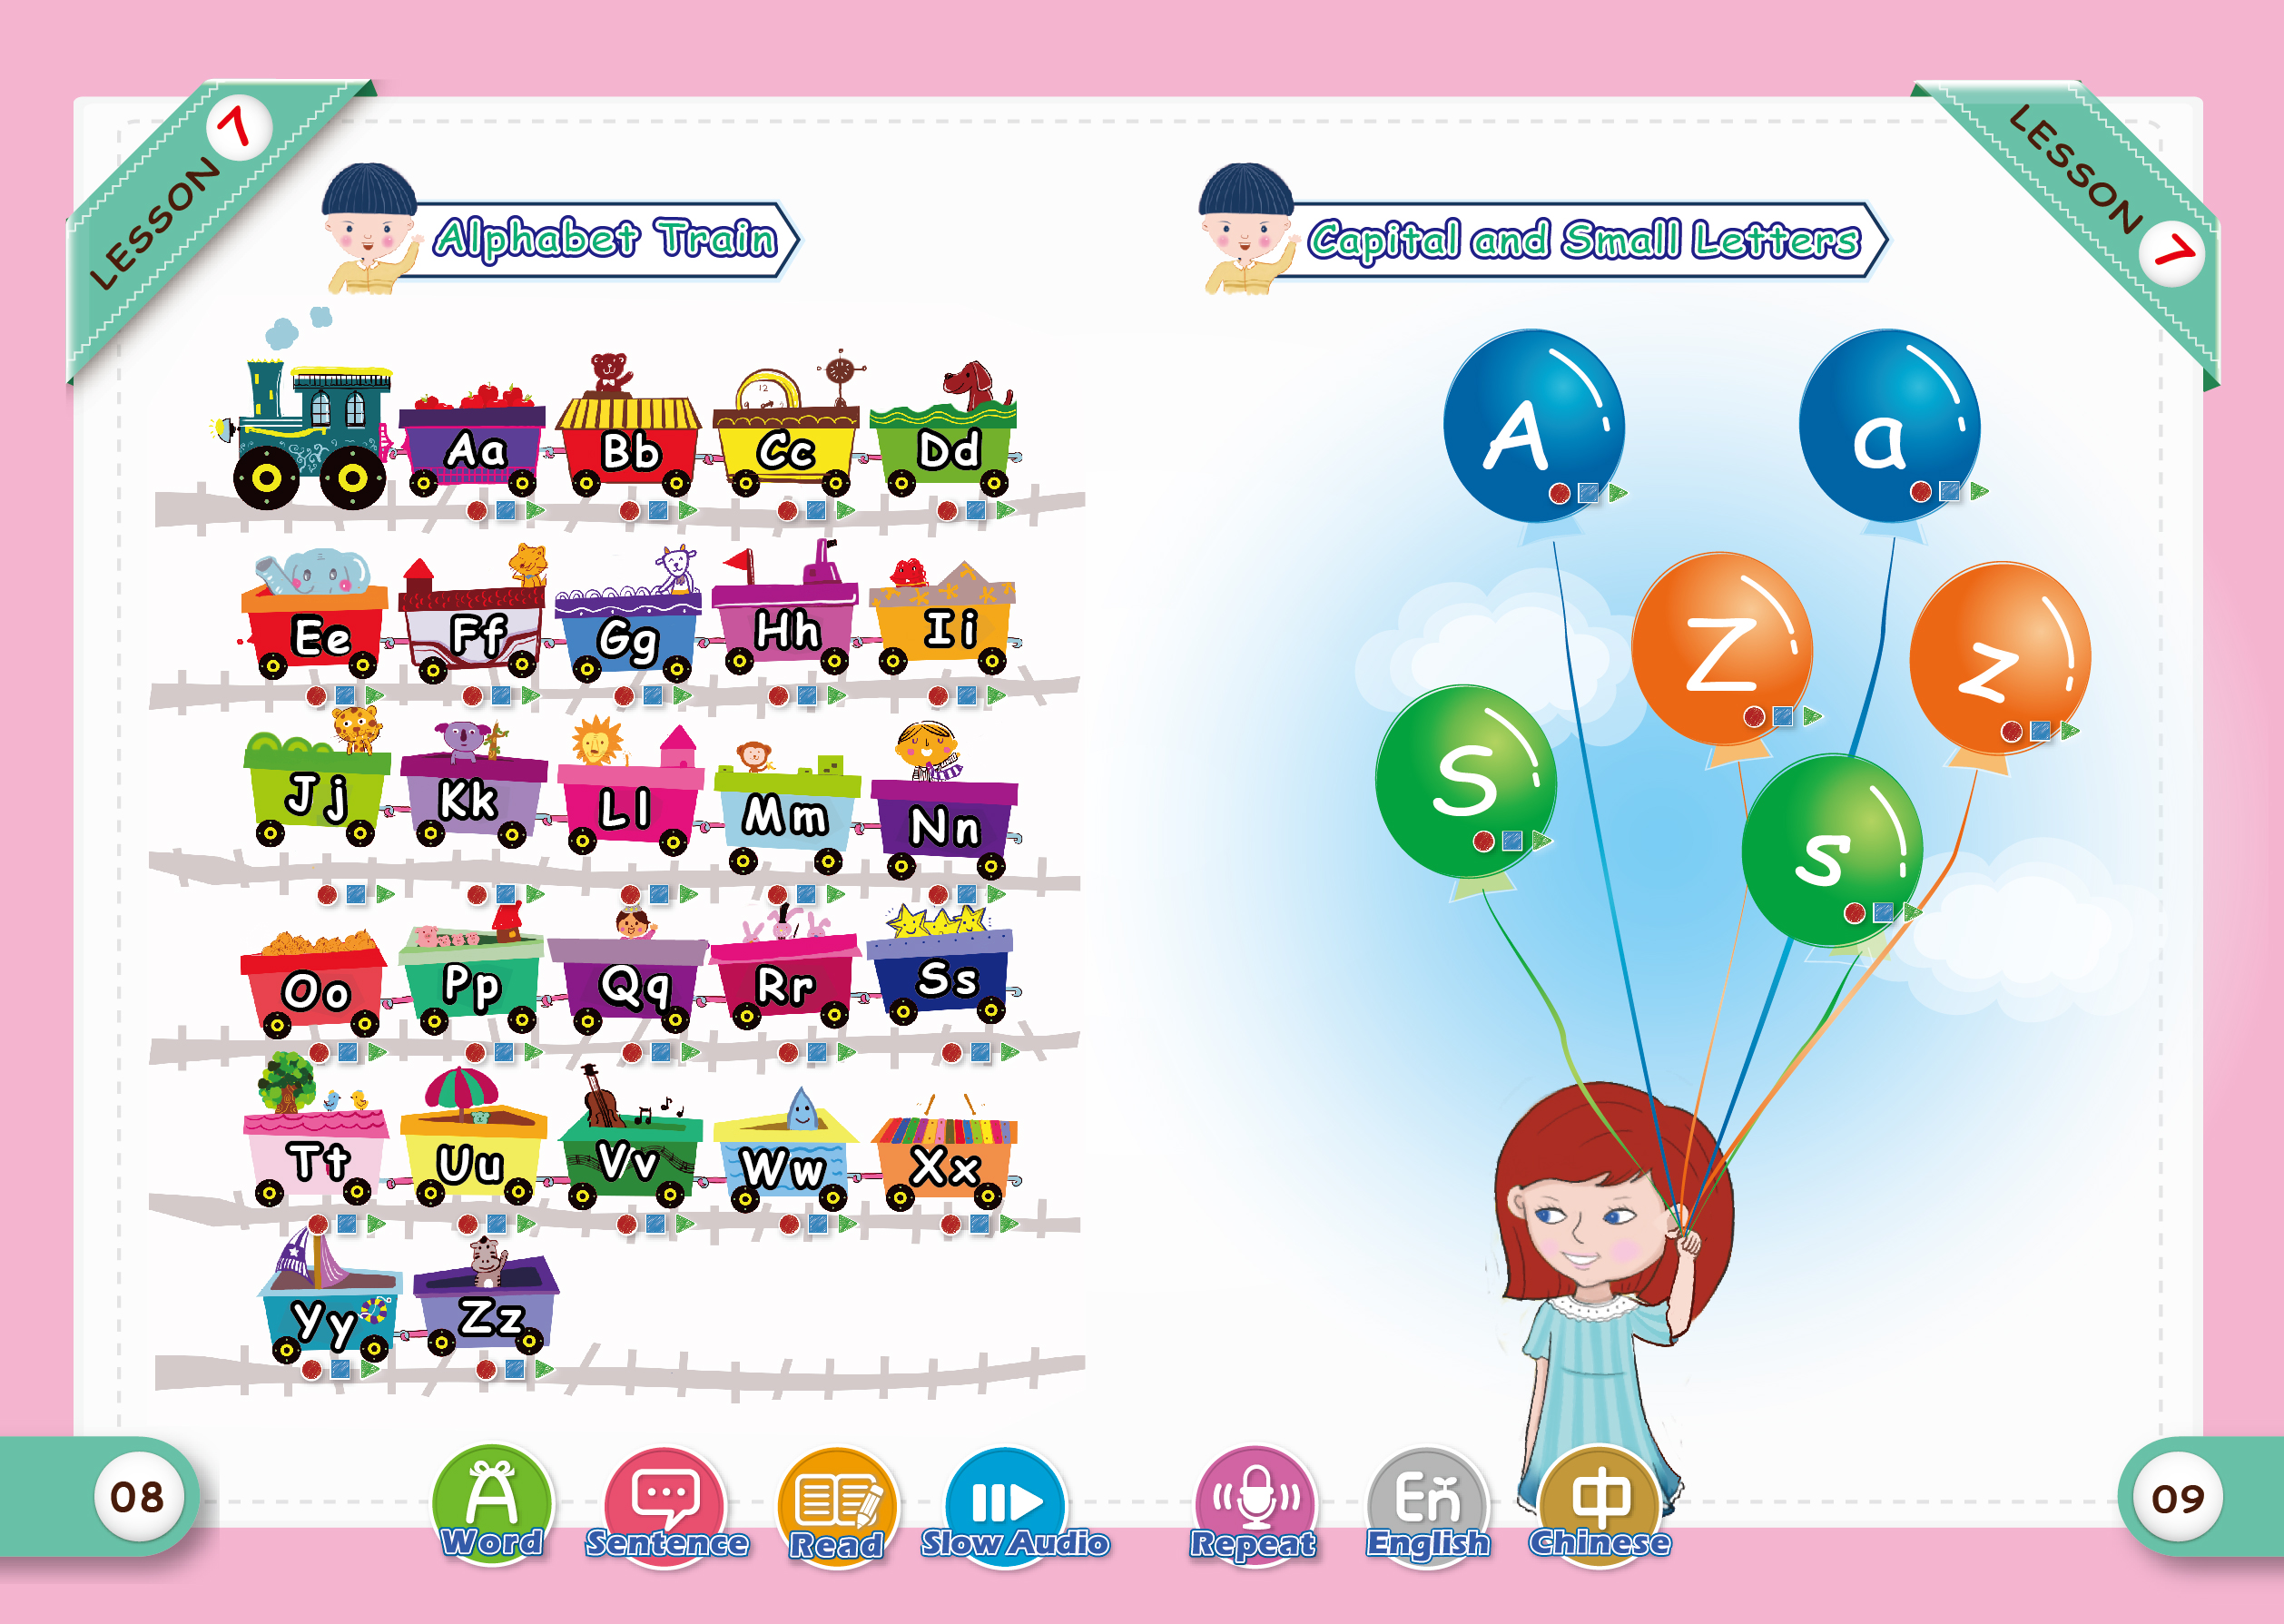 LESSON 7
Alphabet Train
Aa Bb Cc Dd
Ee Ff Gg Hh Ii
Jj Kk Ll Mm Nn
Oo Pp Qq Rr Ss
Tt Uu Vv Ww Xx
Yy Zz
08
Word Sentence Read Slow Audio
LESSON 7
Capital and Small Letters
A a
Z z
S s
Repeat En English 中 Chinese
09